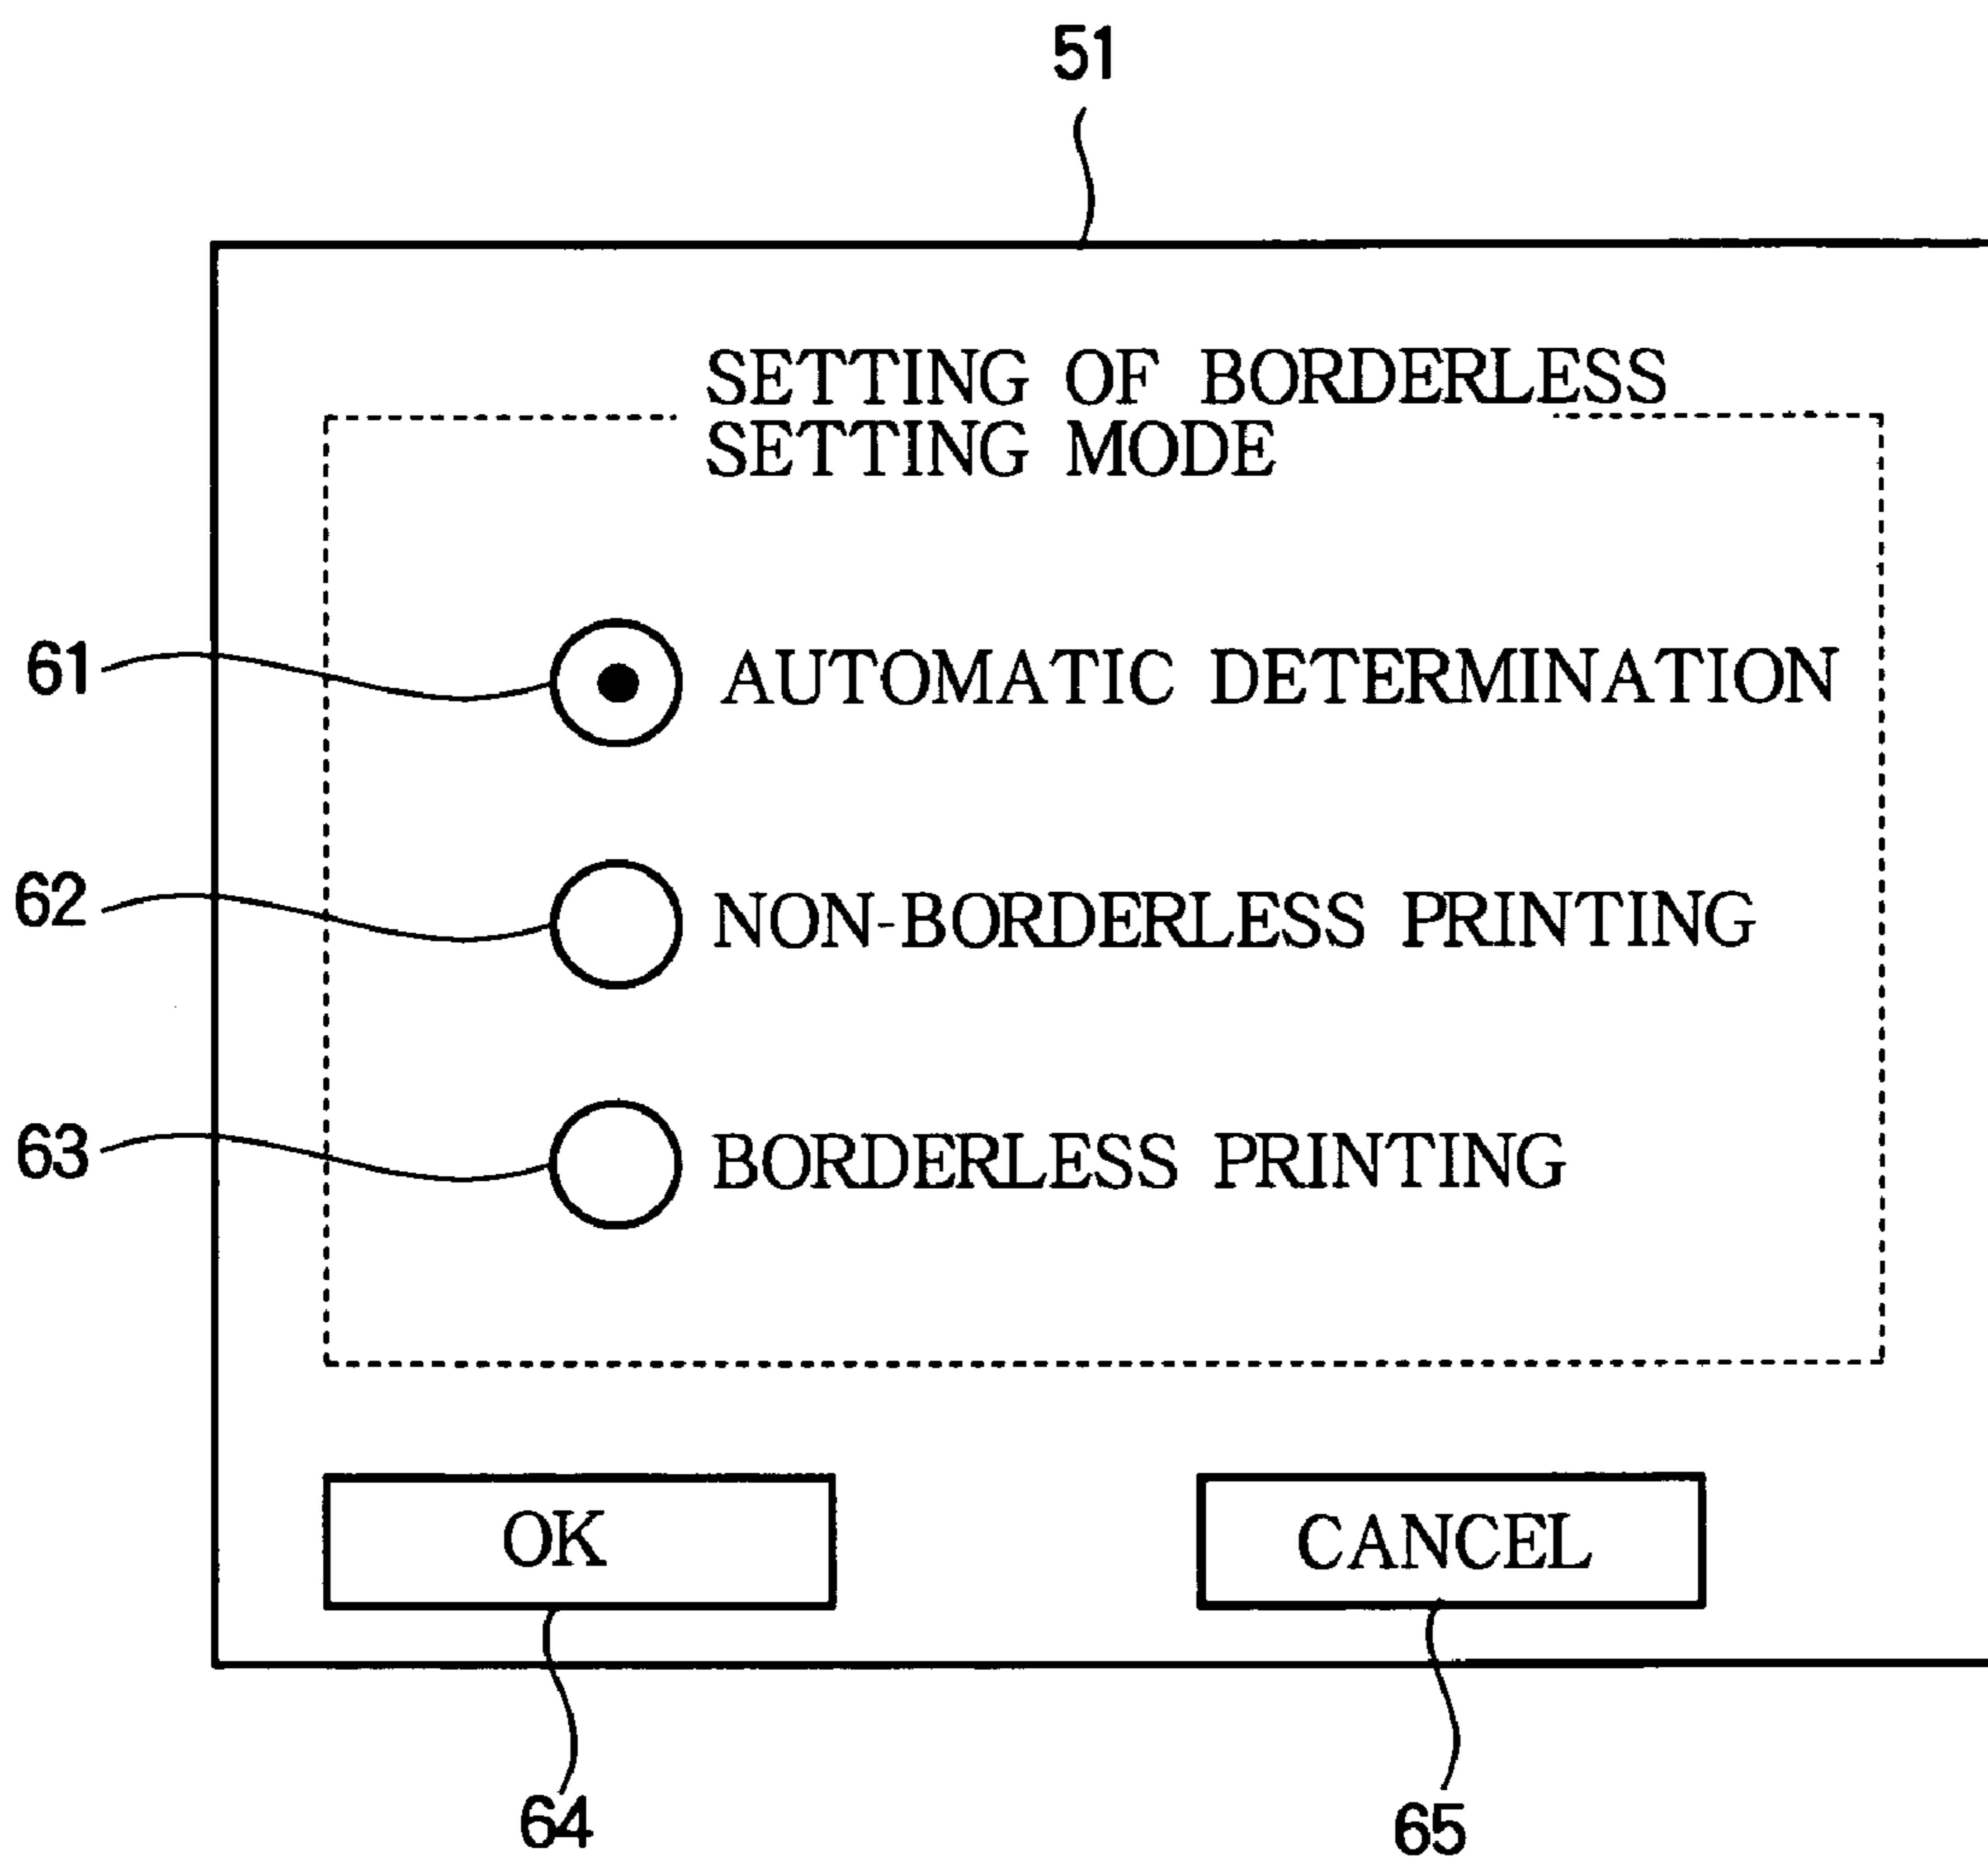 51
SETTING OF BORDERLESS
SETTING MODE
61 AUTOMATIC DETERMINATION
62 NON-BORDERLESS PRINTING
63 BORDERLESS PRINTING
OK CANCEL
64 65